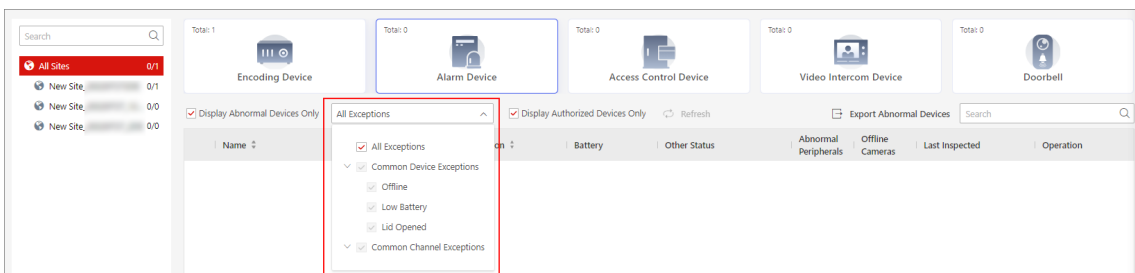 Search
All Sites 0/1
New Site_ 0/1
New Site_ 0/0
New Site_ 0/0
Total: 1
Encoding Device
Total: 0
Alarm Device
Total: 0
Access Control Device
Total: 0
Video Intercom Device
Total: 0
Doorbell
Display Abnormal Devices Only All Exceptions Display Authorized Devices Only Refresh Export Abnormal Devices Search
Name on Battery Other Status Abnormal Peripherals Offline Cameras Last Inspected Operation
All Exceptions
Common Device Exceptions
Offline
Low Battery
Lid Opened
Common Channel Exceptions